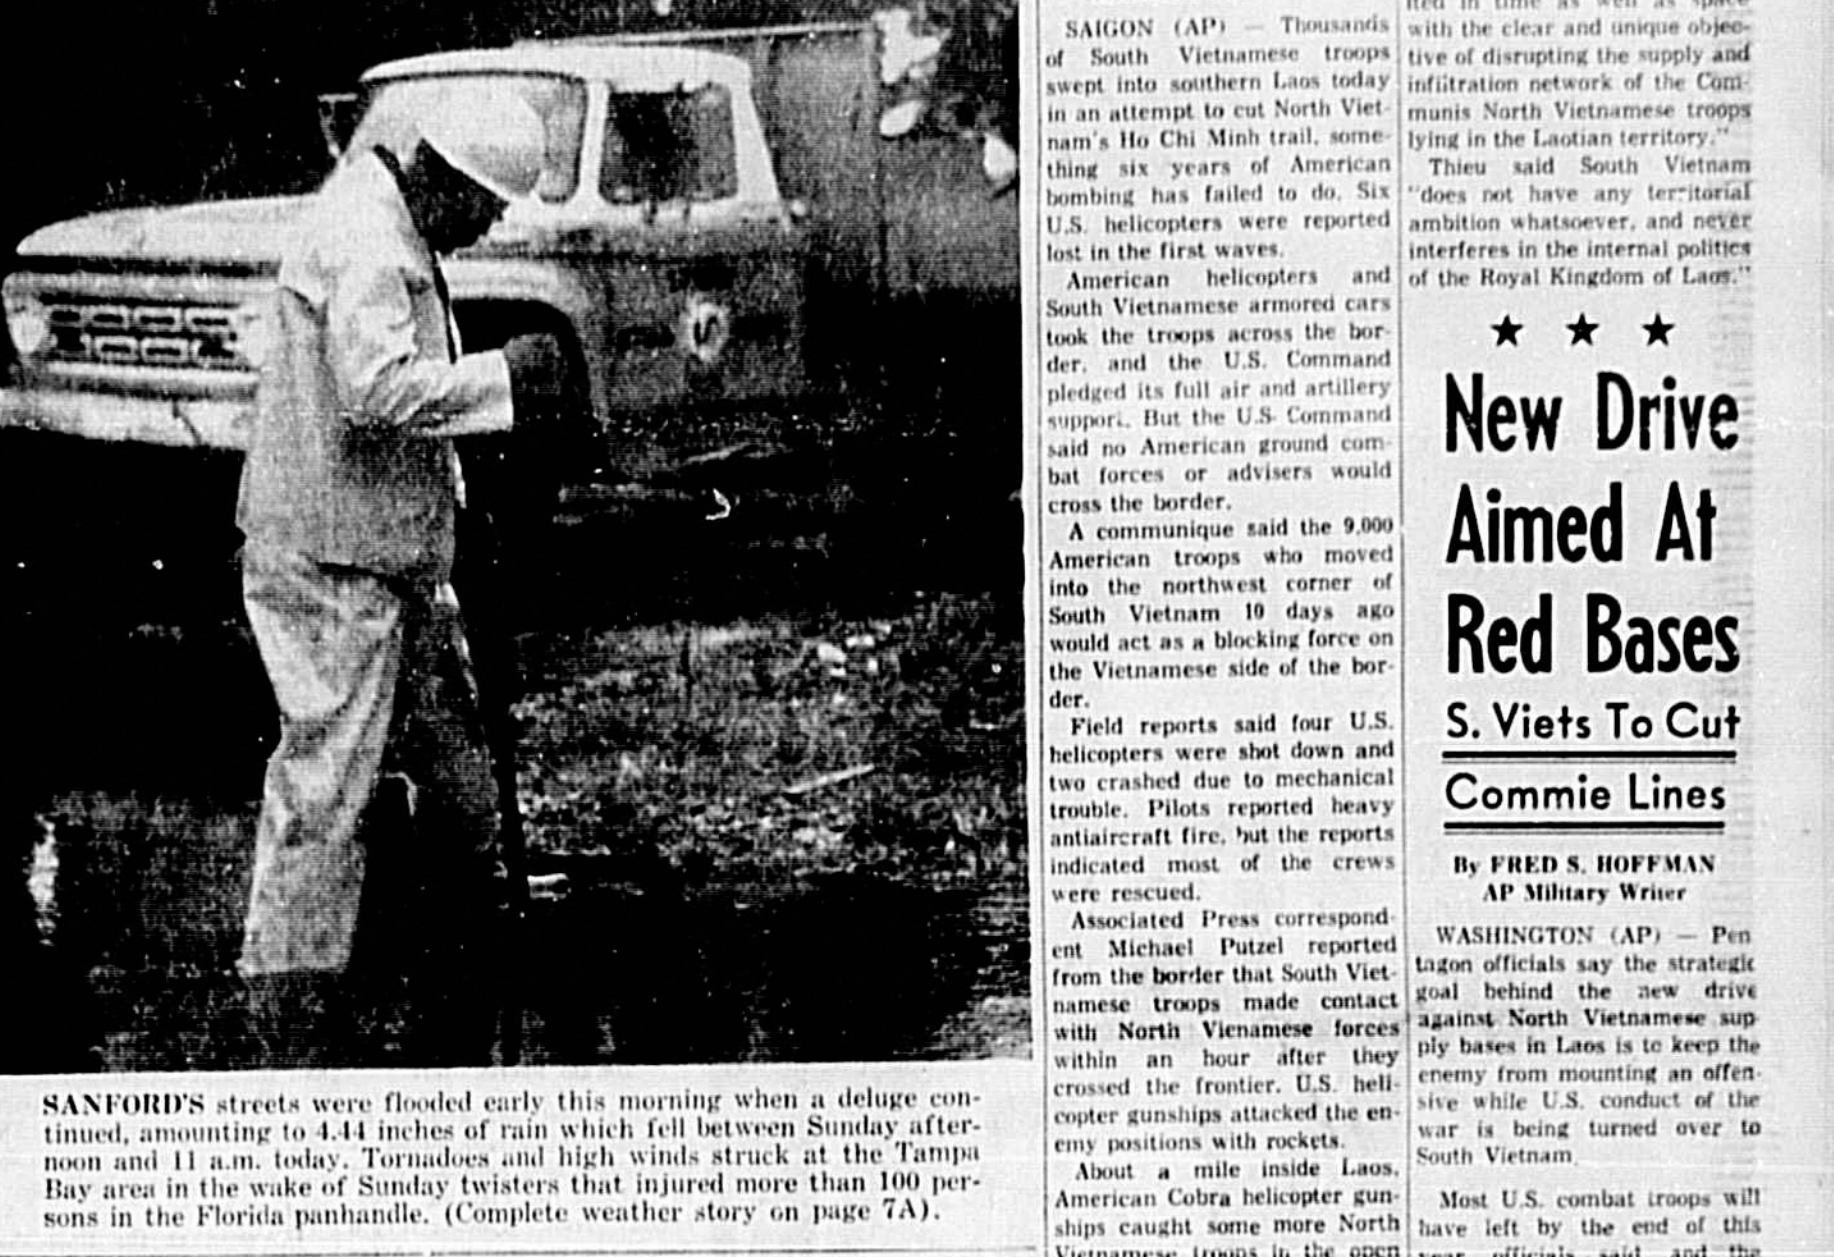 SANFORD'S streets were flooded early this morning when a deluge con-
tinued, amounting to 4.44 inches of rain which fell between Sunday after-
noon and 11 a.m. today. Tornadoes and high winds struck at the Tampa
Bay area in the wake of Sunday twisters that injured more than 100 per-
sons in the Florida panhandle. (Complete weather story on page 7A).
SAIGON (AP) — Thousands
of South Vietnamese troops
swept into southern Laos today
in an attempt to cut North Viet-
nam's Ho Chi Minh trail, some-
thing six years of American
bombing has failed to do. Six
U.S. helicopters were reported
lost in the first waves.
American helicopters and
South Vietnamese armored cars
took the troops across the bor-
der, and the U.S. Command
pledged its full air and artillery
support. But the U.S. Command
said no American ground com-
bat forces or advisers would
cross the border.
A communique said the 9,000
American troops who moved
into the northwest corner of
South Vietnam 10 days ago
would act as a blocking force on
the Vietnamese side of the bor-
der.
Field reports said four U.S.
helicopters were shot down and
two crashed due to mechanical
trouble. Pilots reported heavy
antiaircraft fire, but the reports
indicated most of the crews
were rescued.
Associated Press correspond-
ent Michael Putzel reported
from the border that South Viet-
namese troops made contact
with North Vienamese forces
within an hour after they
crossed the frontier. U.S. heli-
copter gunships attacked the en-
emy positions with rockets.
About a mile inside Laos,
American Cobra helicopter gun-
ships caught some more North
Vietnamese troops in the open
ited in time as well as space
with the clear and unique objec-
tive of disrupting the supply and
infiltration network of the Com-
munis North Vietnamese troops
lying in the Laotian territory."
Thieu said South Vietnam
"does not have any territorial
ambition whatsoever, and never
interferes in the internal politics
of the Royal Kingdom of Laos."
★ ★ ★
New Drive
Aimed At
Red Bases
S. Viets To Cut
Commie Lines
By FRED S. HOFFMAN
AP Military Writer
WASHINGTON (AP) — Pen
tagon officials say the strategic
goal behind the new drive
against North Vietnamese sup
ply bases in Laos is to keep the
enemy from mounting an offen-
sive while U.S. conduct of the
war is being turned over to
South Vietnam.
Most U.S. combat troops will
have left by the end of this
year, officials said, and the